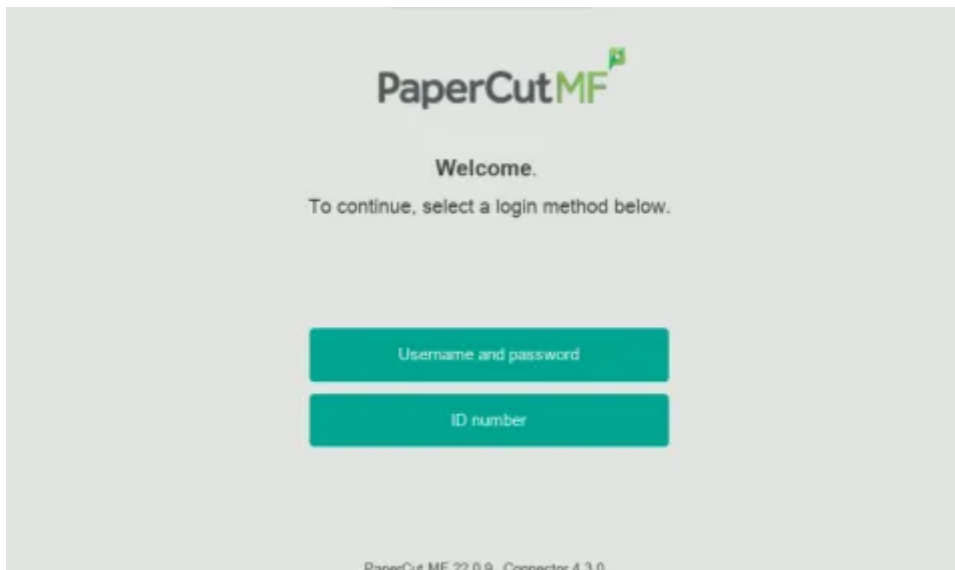 PaperCutMF
Welcome.
To continue, select a login method below.
Username and password
ID number
PaperCut MF 22.0.9 Connector 4.3.0